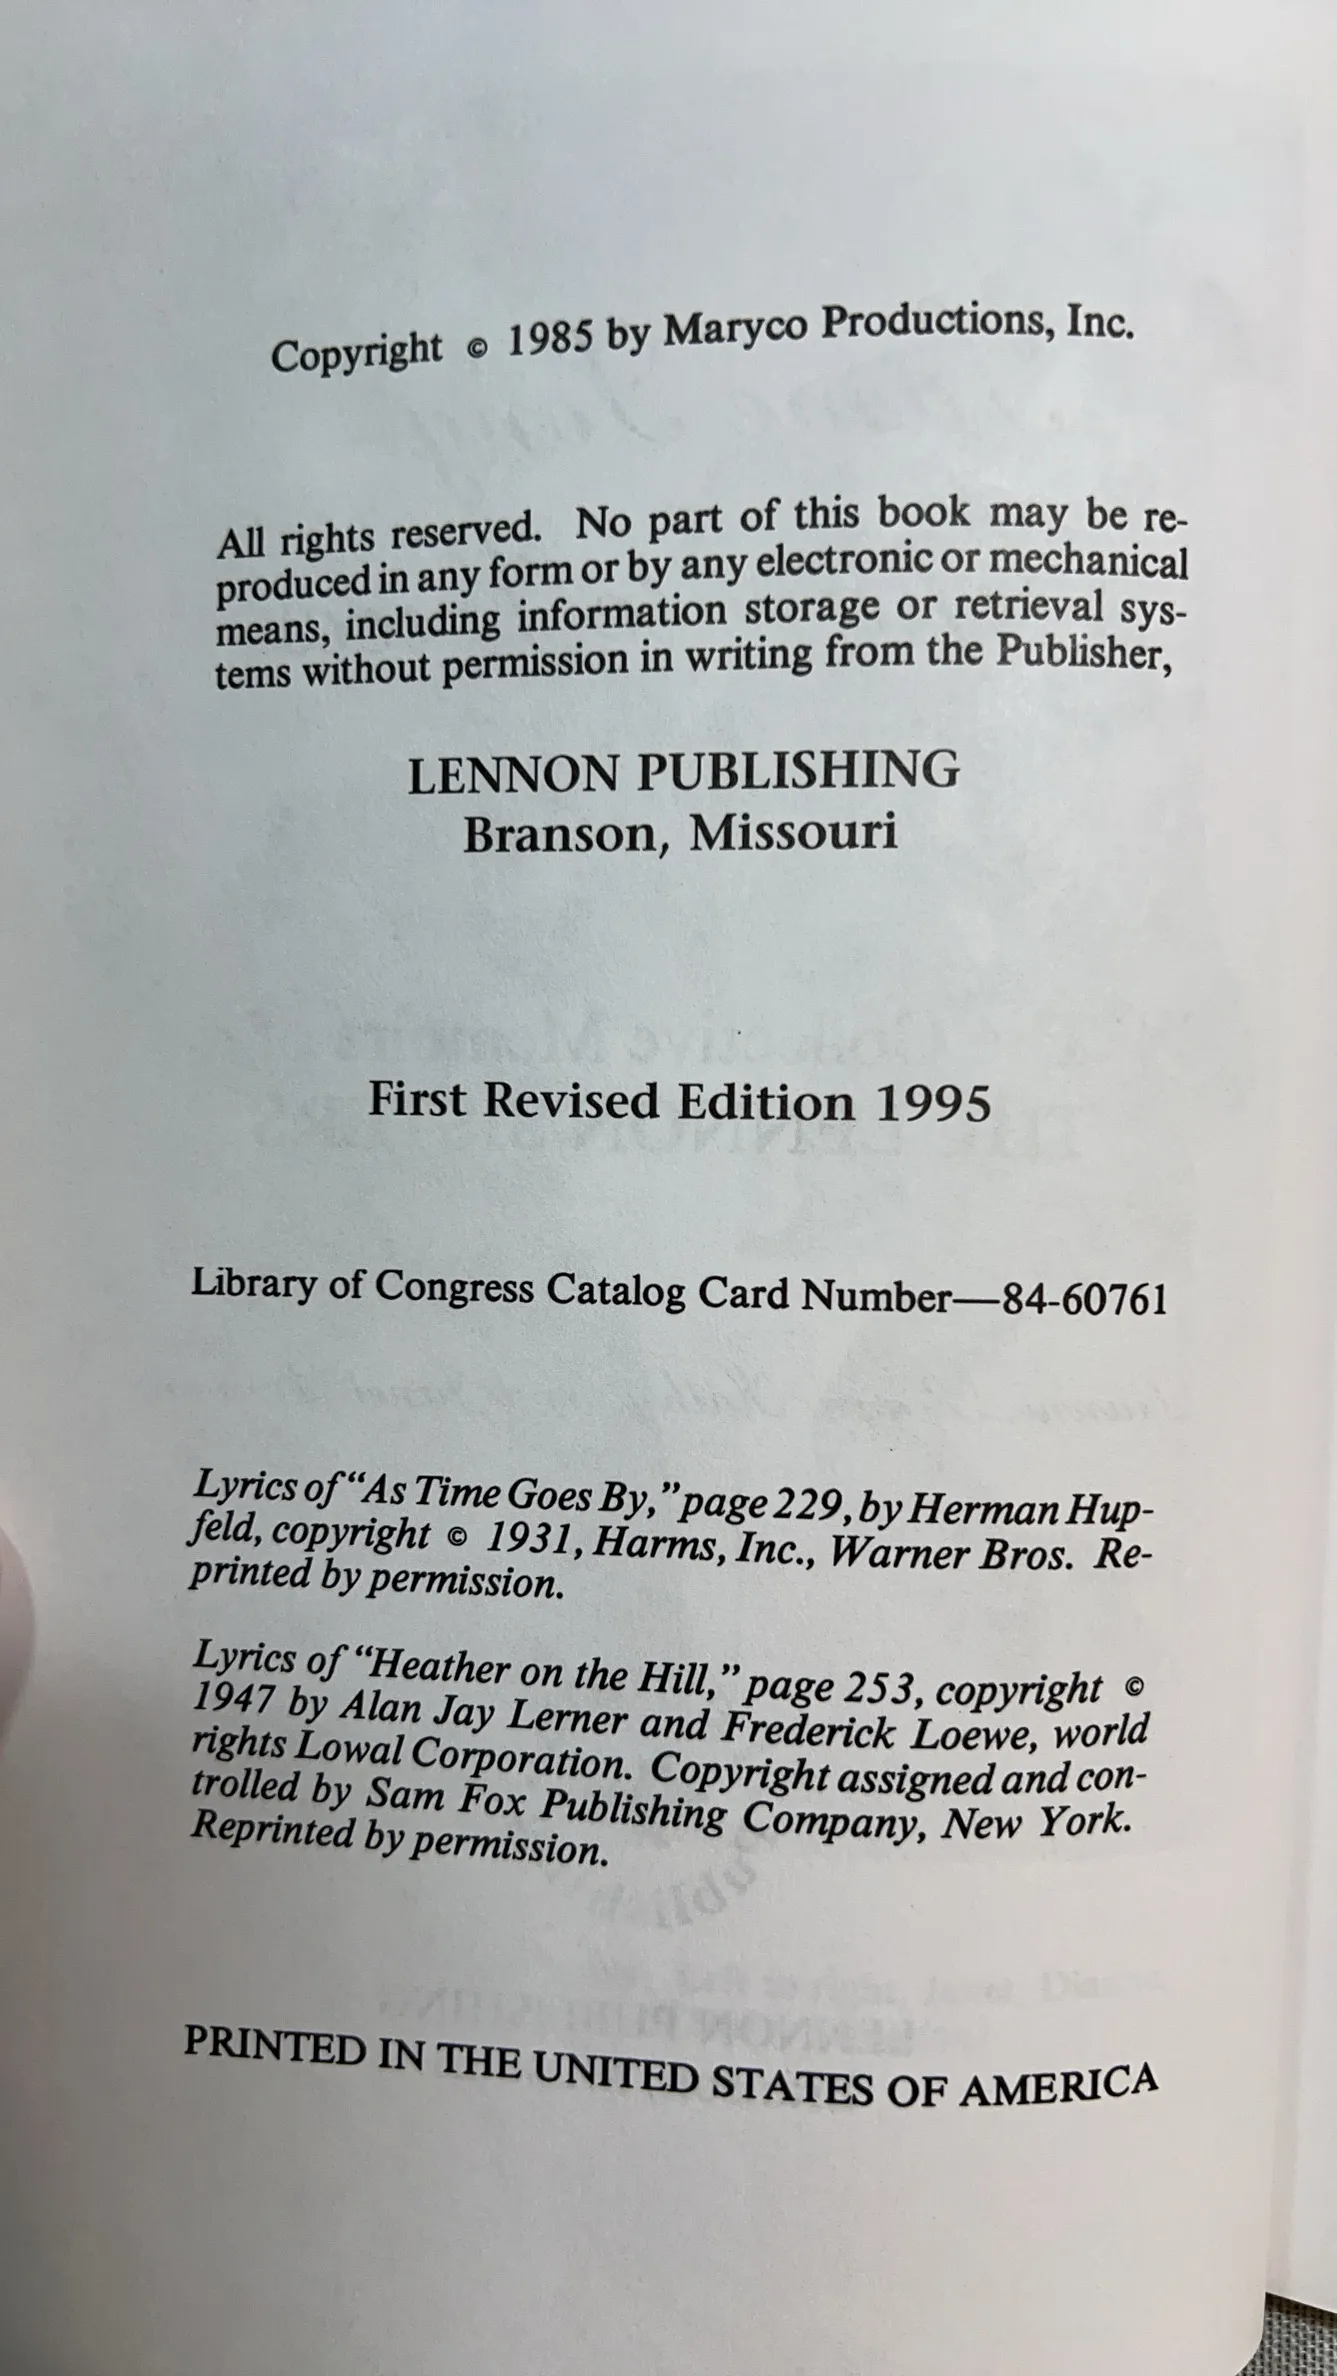 Copyright © 1985 by Maryco Productions, Inc.
All rights reserved. No part of this book may be re-
produced in any form or by any electronic or mechanical
means, including information storage or retrieval sys-
tems without permission in writing from the Publisher,
LENNON PUBLISHING
Branson, Missouri
First Revised Edition 1995
Library of Congress Catalog Card Number—84-60761
Lyrics of “As Time Goes By,” page 229, by Herman Hup-
feld, copyright © 1931, Harms, Inc., Warner Bros. Re-
printed by permission.
Lyrics of “Heather on the Hill,” page 253, copyright ©
1947 by Alan Jay Lerner and Frederick Loewe, world
rights Lowal Corporation. Copyright assigned and con-
trolled by Sam Fox Publishing Company, New York.
Reprinted by permission.
PRINTED IN THE UNITED STATES OF AMERICA